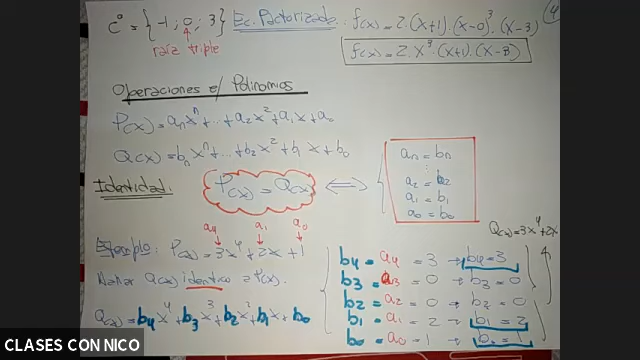 C⁰ = {-1; 0; 3} Ec. Factorizada: f(x) = 2·(x+1)·(x-0)³·(x-3)
raíz triple
f(x) = 2·x³·(x+1)·(x-3)
Operaciones e/ Polinomios
P(x) = aₙxⁿ + ... + a₂x² + a₁x + a₀
Q(x) = bₙxⁿ + ... + b₂x² + b₁x + b₀
aₙ = bₙ
⋮
a₂ = b₂
a₁ = b₁
a₀ = b₀
Identidad: P(x) = Q(x) ⟺
a₄ a₁ a₀
Ejemplo: P(x) = 3x⁴ + 2x + 1
Q(x) = 3x⁴ + 2x
Hallar Q(x) idéntico a P(x).
Q(x) = b₄x⁴ + b₃x³ + b₂x² + b₁x + b₀
b₄ = a₄ = 3 → b₄ = 3
b₃ = a₃ = 0 → b₃ = 0
b₂ = a₂ = 0 → b₂ = 0
b₁ = a₁ = 2 → b₁ = 2
b₀ = a₀ = 1 → b₀ = 1
CLASES CON NICO